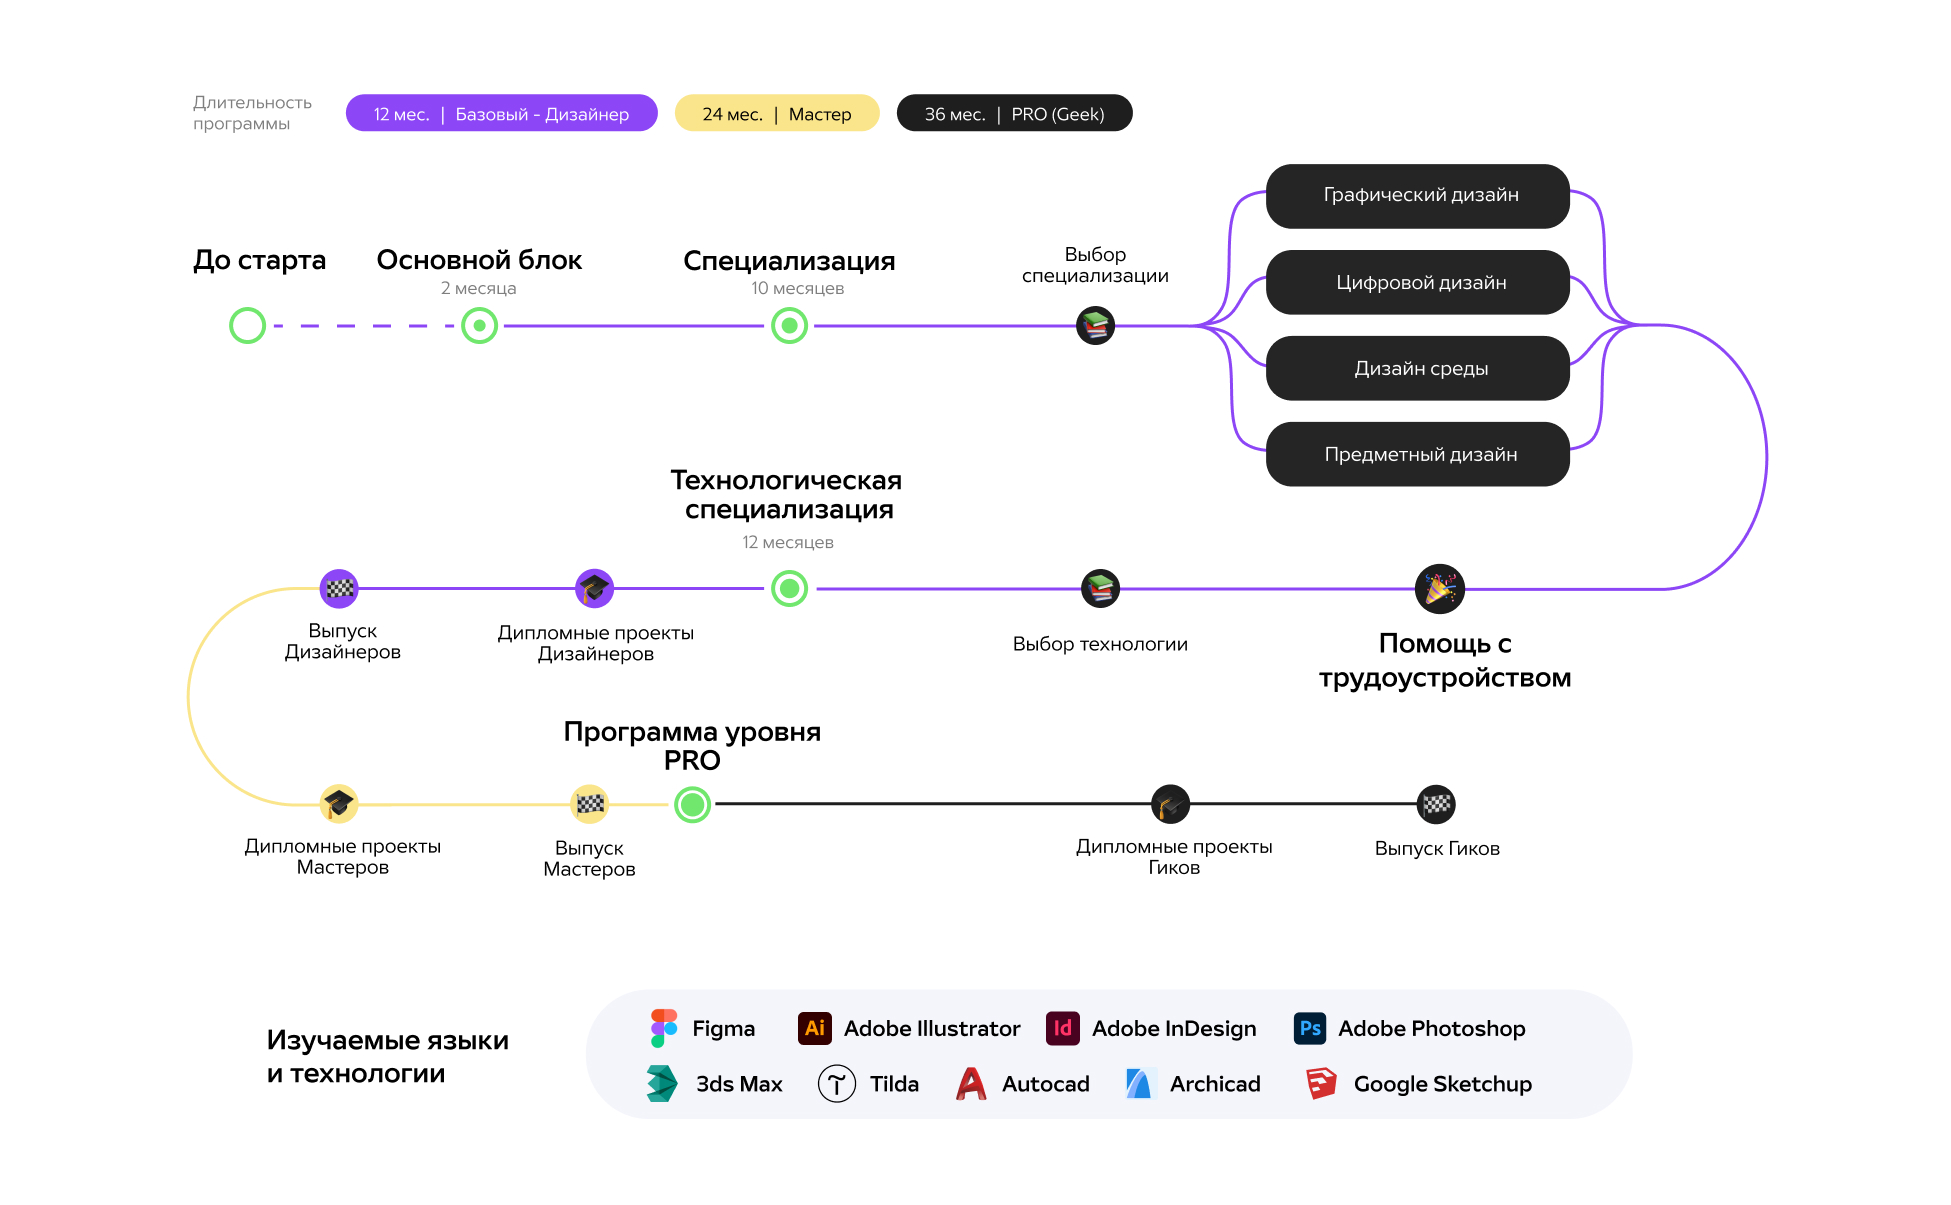 Длительность
программы
12 мес. | Базовый - Дизайнер
24 мес. | Мастер
36 мес. | PRO (Geek)
До старта
Основной блок
2 месяца
Специализация
10 месяцев
Выбор
специализации
Графический дизайн
Цифровой дизайн
Дизайн среды
Предметный дизайн
Технологическая
специализация
12 месяцев
Выпуск
Дизайнеров
Дипломные проекты
Дизайнеров
Выбор технологии
Помощь с
трудоустройством
Программа уровня
PRO
Дипломные проекты
Мастеров
Выпуск
Мастеров
Дипломные проекты
Гиков
Выпуск Гиков
Изучаемые языки
и технологии
Figma
Ai Adobe Illustrator
Id Adobe InDesign
Ps Adobe Photoshop
3ds Max
Tilda
Autocad
Archicad
Google Sketchup